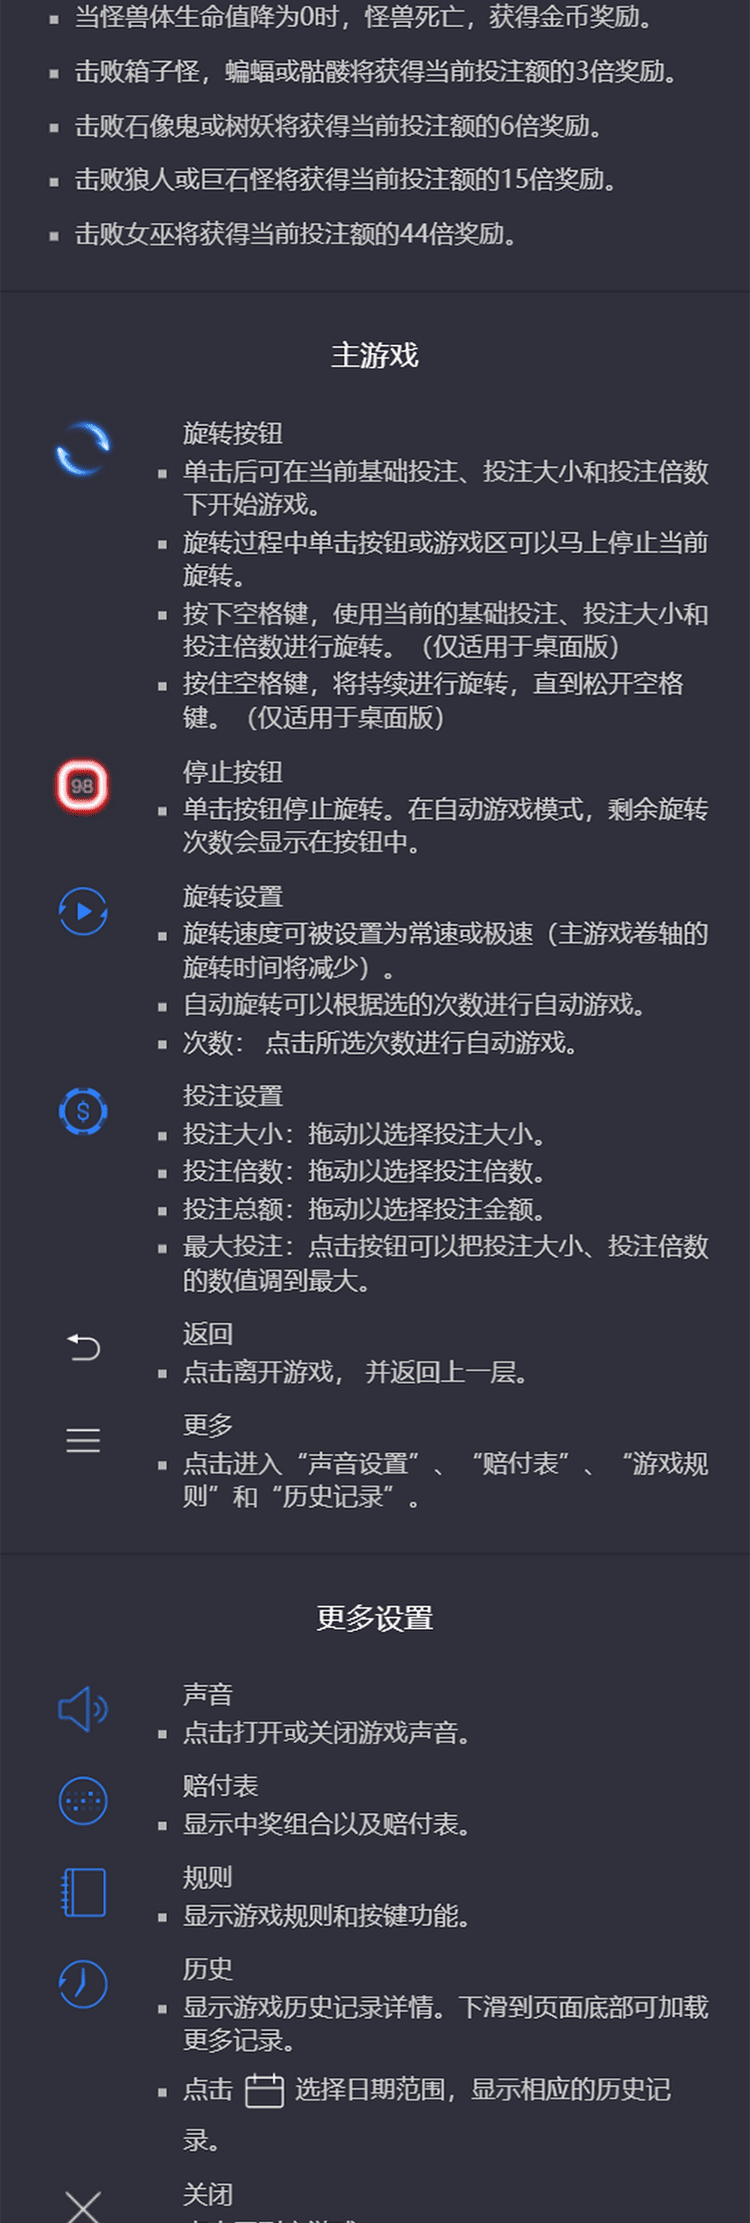 当怪兽体生命值降为0时，怪兽死亡，获得金币奖励。
击败箱子怪，蝙蝠或骷髅将获得当前投注额的3倍奖励。
击败石像鬼或树妖将获得当前投注额的6倍奖励。
击败狼人或巨石怪将获得当前投注额的15倍奖励。
击败女巫将获得当前投注额的44倍奖励。
主游戏
旋转按钮
单击后可在当前基础投注、投注大小和投注倍数
下开始游戏。
旋转过程中单击按钮或游戏区可以马上停止当前
旋转。
按下空格键，使用当前的基础投注、投注大小和
投注倍数进行旋转。（仅适用于桌面版）
按住空格键，将持续进行旋转，直到松开空格
键。（仅适用于桌面版）
98
停止按钮
单击按钮停止旋转。在自动游戏模式，剩余旋转
次数会显示在按钮中。
旋转设置
旋转速度可被设置为常速或极速（主游戏卷轴的
旋转时间将减少）。
自动旋转可以根据选的次数进行自动游戏。
次数： 点击所选次数进行自动游戏。
$
投注设置
投注大小：拖动以选择投注大小。
投注倍数：拖动以选择投注倍数。
投注总额：拖动以选择投注金额。
最大投注：点击按钮可以把投注大小、投注倍数
的数值调到最大。
返回
点击离开游戏， 并返回上一层。
更多
点击进入“声音设置”、“赔付表”、“游戏规
则”和“历史记录”。
更多设置
声音
点击打开或关闭游戏声音。
赔付表
显示中奖组合以及赔付表。
规则
显示游戏规则和按键功能。
历史
显示游戏历史记录详情。下滑到页面底部可加载
更多记录。
点击 选择日期范围，显示相应的历史记
录。
关闭